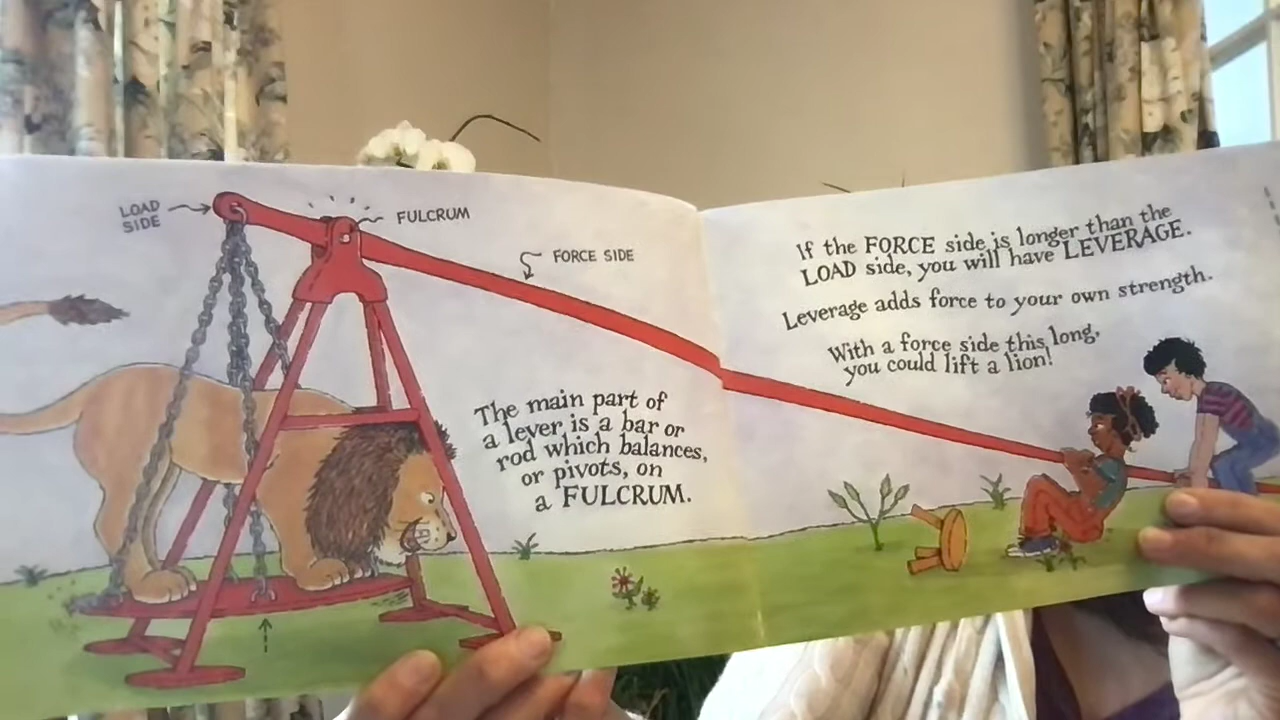 LOAD
SIDE
FULCRUM
FORCE SIDE
The main part of
a lever is a bar or
rod which balances,
or pivots, on
a FULCRUM.
If the FORCE side is longer than the
LOAD side, you will have LEVERAGE.
Leverage adds force to your own strength.
With a force side this long,
you could lift a lion!